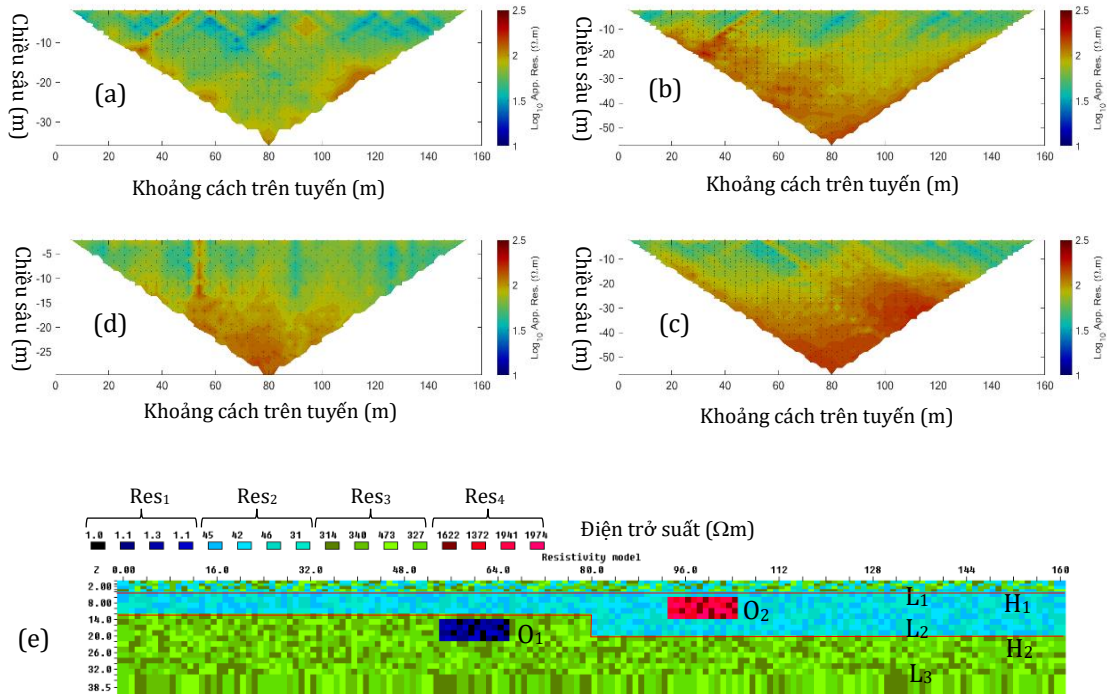 2.5
2
1.5
1
Log10 App. Res. (Ω.m)
-10
-20
-30
0 20 40 60 80 100 120 140 160
Chiều sâu (m)
(a)
Khoảng cách trên tuyến (m)
2.5
2
1.5
1
Log10 App. Res. (Ω.m)
-10
-20
-30
-40
-50
0 20 40 60 80 100 120 140 160
Chiều sâu (m)
(b)
Khoảng cách trên tuyến (m)
2.5
2
1.5
1
Log10 App. Res. (Ω.m)
-5
-10
-15
-20
-25
0 20 40 60 80 100 120 140 160
Chiều sâu (m)
(d)
Khoảng cách trên tuyến (m)
2.5
2
1.5
1
Log10 App. Res. (Ω.m)
-10
-20
-30
-40
-50
0 20 40 60 80 100 120 140 160
Chiều sâu (m)
(c)
Khoảng cách trên tuyến (m)
Res1 Res2 Res3 Res4
1.0 1.1 1.3 1.1 45 42 46 31 314 340 473 327 1622 1372 1941 1974 Điện trở suất (Ωm)
Resistivity model
Z 0.00 16.0 32.0 48.0 64.0 80.0 96.0 112 128 144 160
2.00
8.00
14.0
20.0
26.0
32.0
38.5
L1
H1
O2
L2
O1
H2
L3
(e)